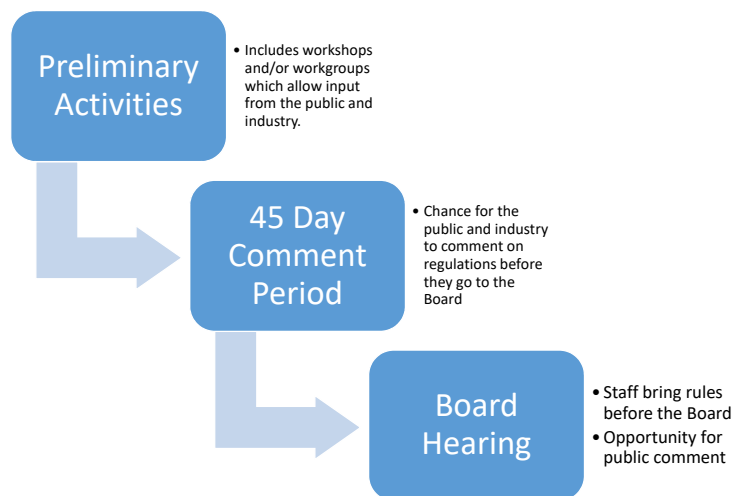 Preliminary
Activities
• Includes workshops
and/or workgroups
which allow input
from the public and
industry.
45 Day
Comment
Period
• Chance for the
public and industry
to comment on
regulations before
they go to the
Board
Board
Hearing
• Staff bring rules
before the Board
• Opportunity for
public comment